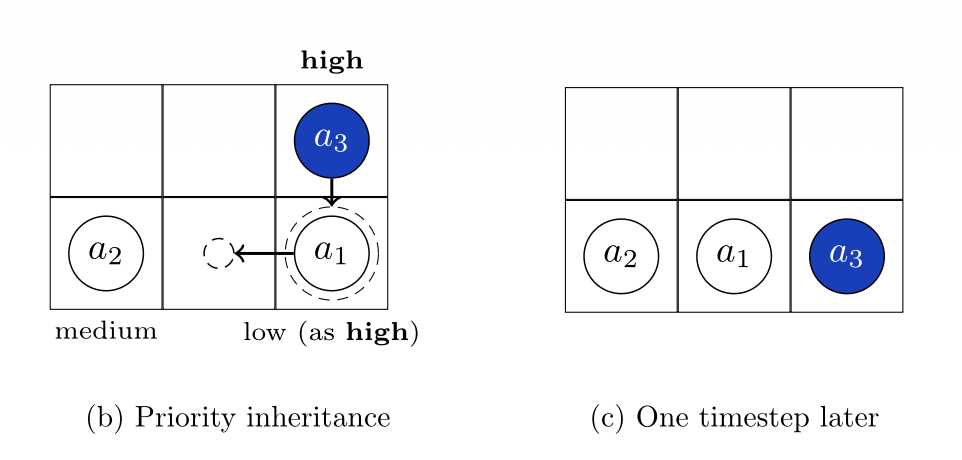 high
a3
a2
a1
medium
low (as high)
(b) Priority inheritance
a2
a1
a3
(c) One timestep later